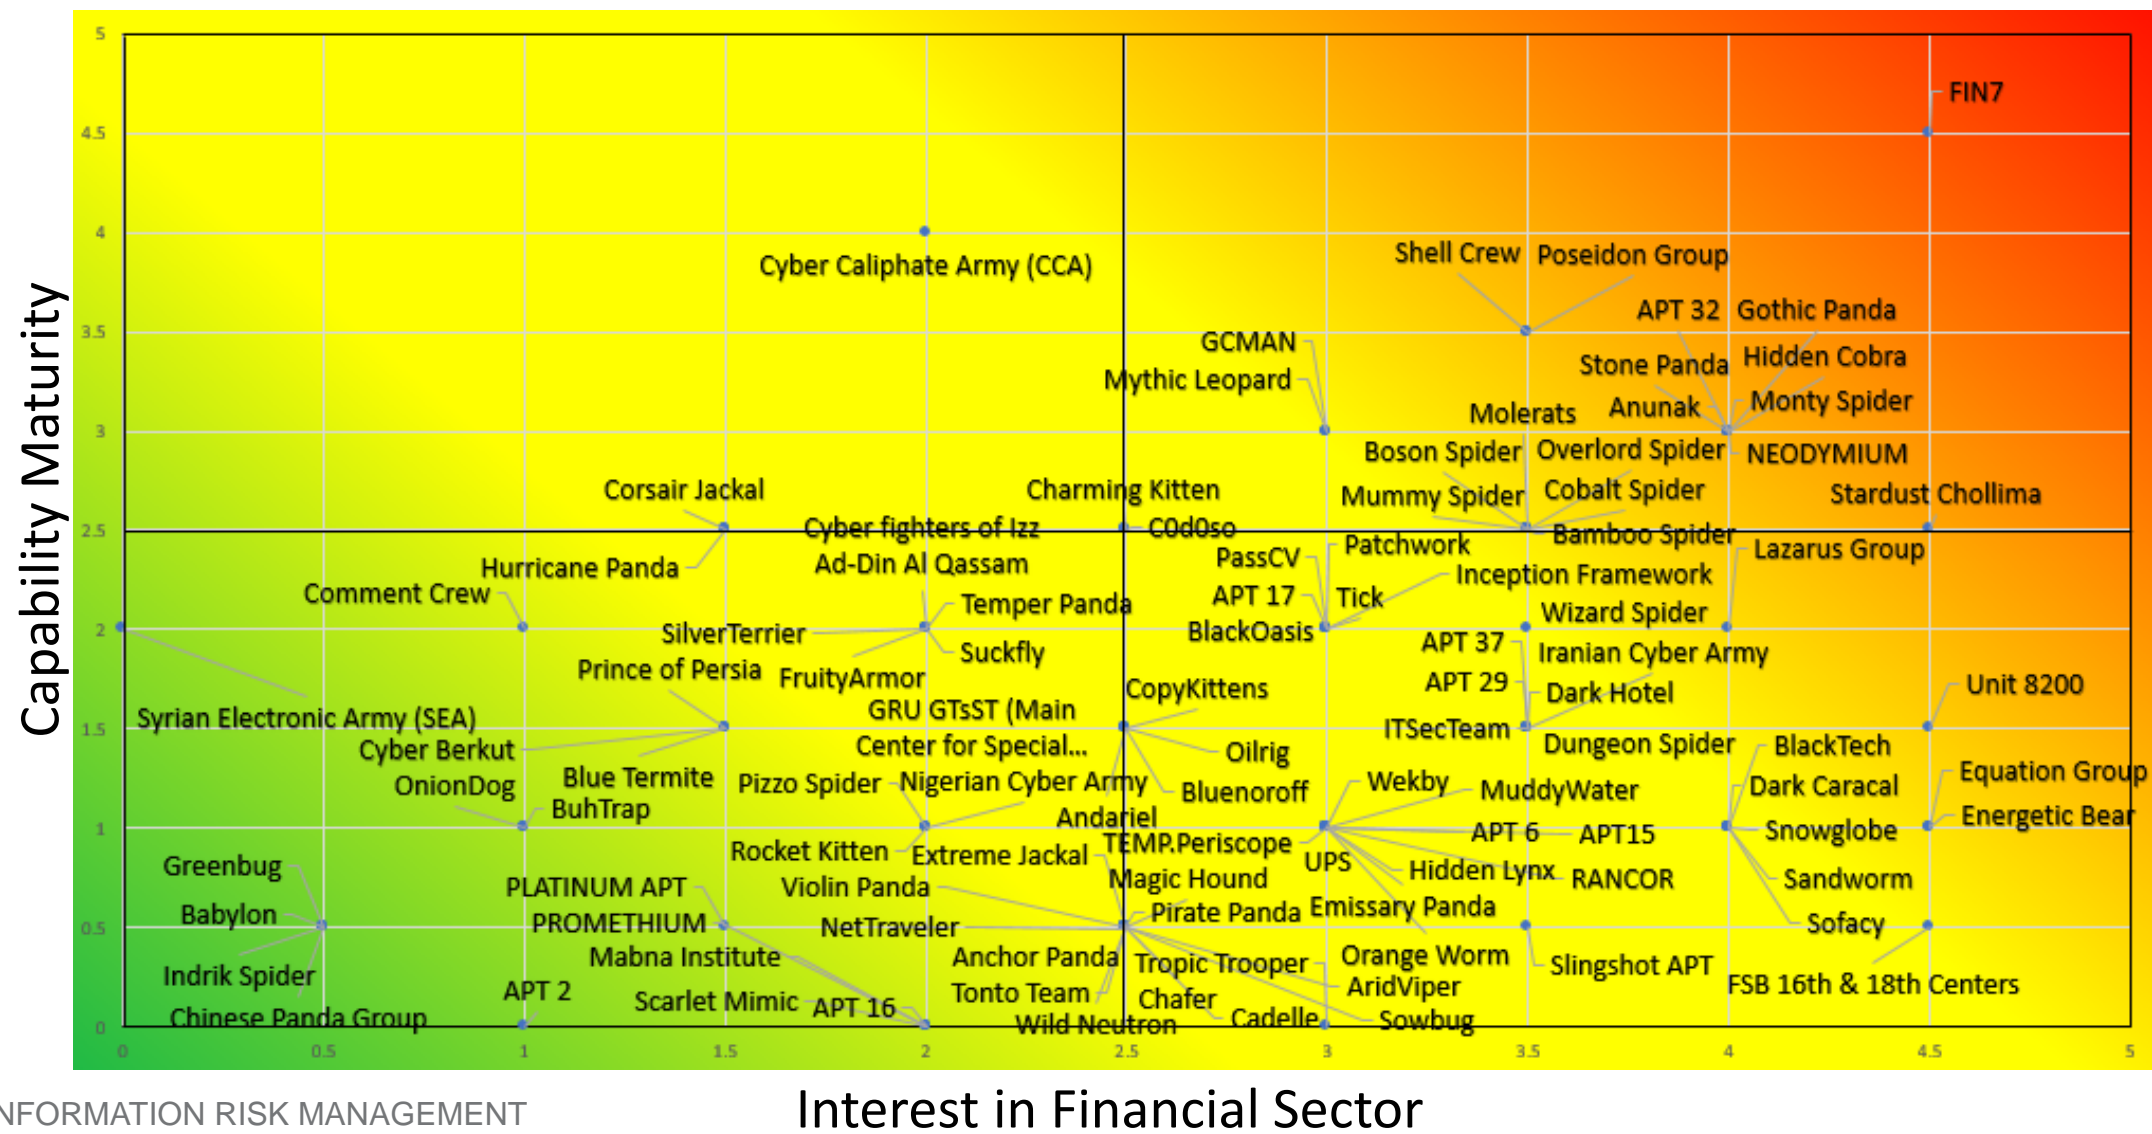 5
FIN7
4.5
4
Cyber Caliphate Army (CCA)
Shell Crew
Poseidon Group
APT 32
Gothic Panda
3.5
GCMAN
Stone Panda
Hidden Cobra
Mythic Leopard
Molerats
Anunak
Monty Spider
3
Boson Spider
Overlord Spider
NEODYMIUM
Corsair Jackal
Charming Kitten
Mummy Spider
Cobalt Spider
Stardust Chollima
2.5
Cyber fighters of Izz
Ad-Din Al Qassam
C0d0so
Bamboo Spider
Patchwork
Lazarus Group
PassCV
Hurricane Panda
Inception Framework
Comment Crew
APT 17
Tick
Temper Panda
Wizard Spider
2
SilverTerrier
BlackOasis
APT 37
Suckfly
Iranian Cyber Army
Prince of Persia
FruityArmor
APT 29
Unit 8200
CopyKittens
Dark Hotel
GRU GTsST (Main
Center for Special...
Syrian Electronic Army (SEA)
1.5
ITSecTeam
Cyber Berkut
Oilrig
Dungeon Spider
BlackTech
Blue Termite
Pizzo Spider
Nigerian Cyber Army
Equation Group
OnionDog
Bluenoroff
Wekby
MuddyWater
Dark Caracal
BuhTrap
Andariel
Energetic Bear
1
APT 6
APT15
Snowglobe
Rocket Kitten
Extreme Jackal
TEMP.Periscope
UPS
Greenbug
Hidden Lynx
RANCOR
Sandworm
PLATINUM APT
Violin Panda
Magic Hound
Babylon
Pirate Panda
Emissary Panda
0.5
PROMETHIUM
NetTraveler
Sofacy
Mabna Institute
Anchor Panda
Tropic Trooper
Orange Worm
Slingshot APT
Indrik Spider
APT 2
Tonto Team
AridViper
FSB 16th & 18th Centers
Scarlet Mimic
APT 16
Chafer
Chinese Panda Group
Wild Neutron
Cadelle
Sowbug
0
0 0.5 1 1.5 2 2.5 3 3.5 4 4.5 5
Capability Maturity
Interest in Financial Sector
NFORMATION RISK MANAGEMENT